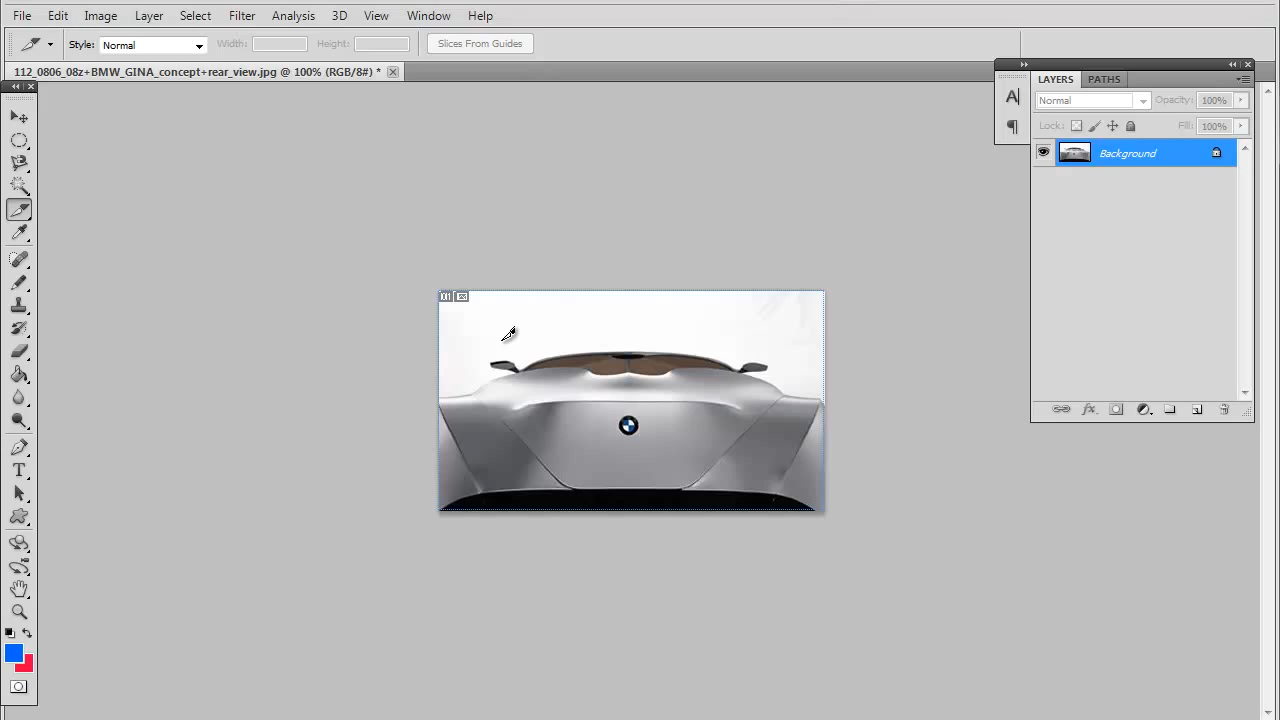 File Edit Image Layer Select Filter Analysis 3D View Window Help
Style: Normal Width: Height: Slices From Guides
112_0806_08z+BMW_GINA_concept+rear_view.jpg @ 100% (RGB/8#) *
LAYERS PATHS
Normal Opacity: 100%
Lock: Fill: 100%
Background
01